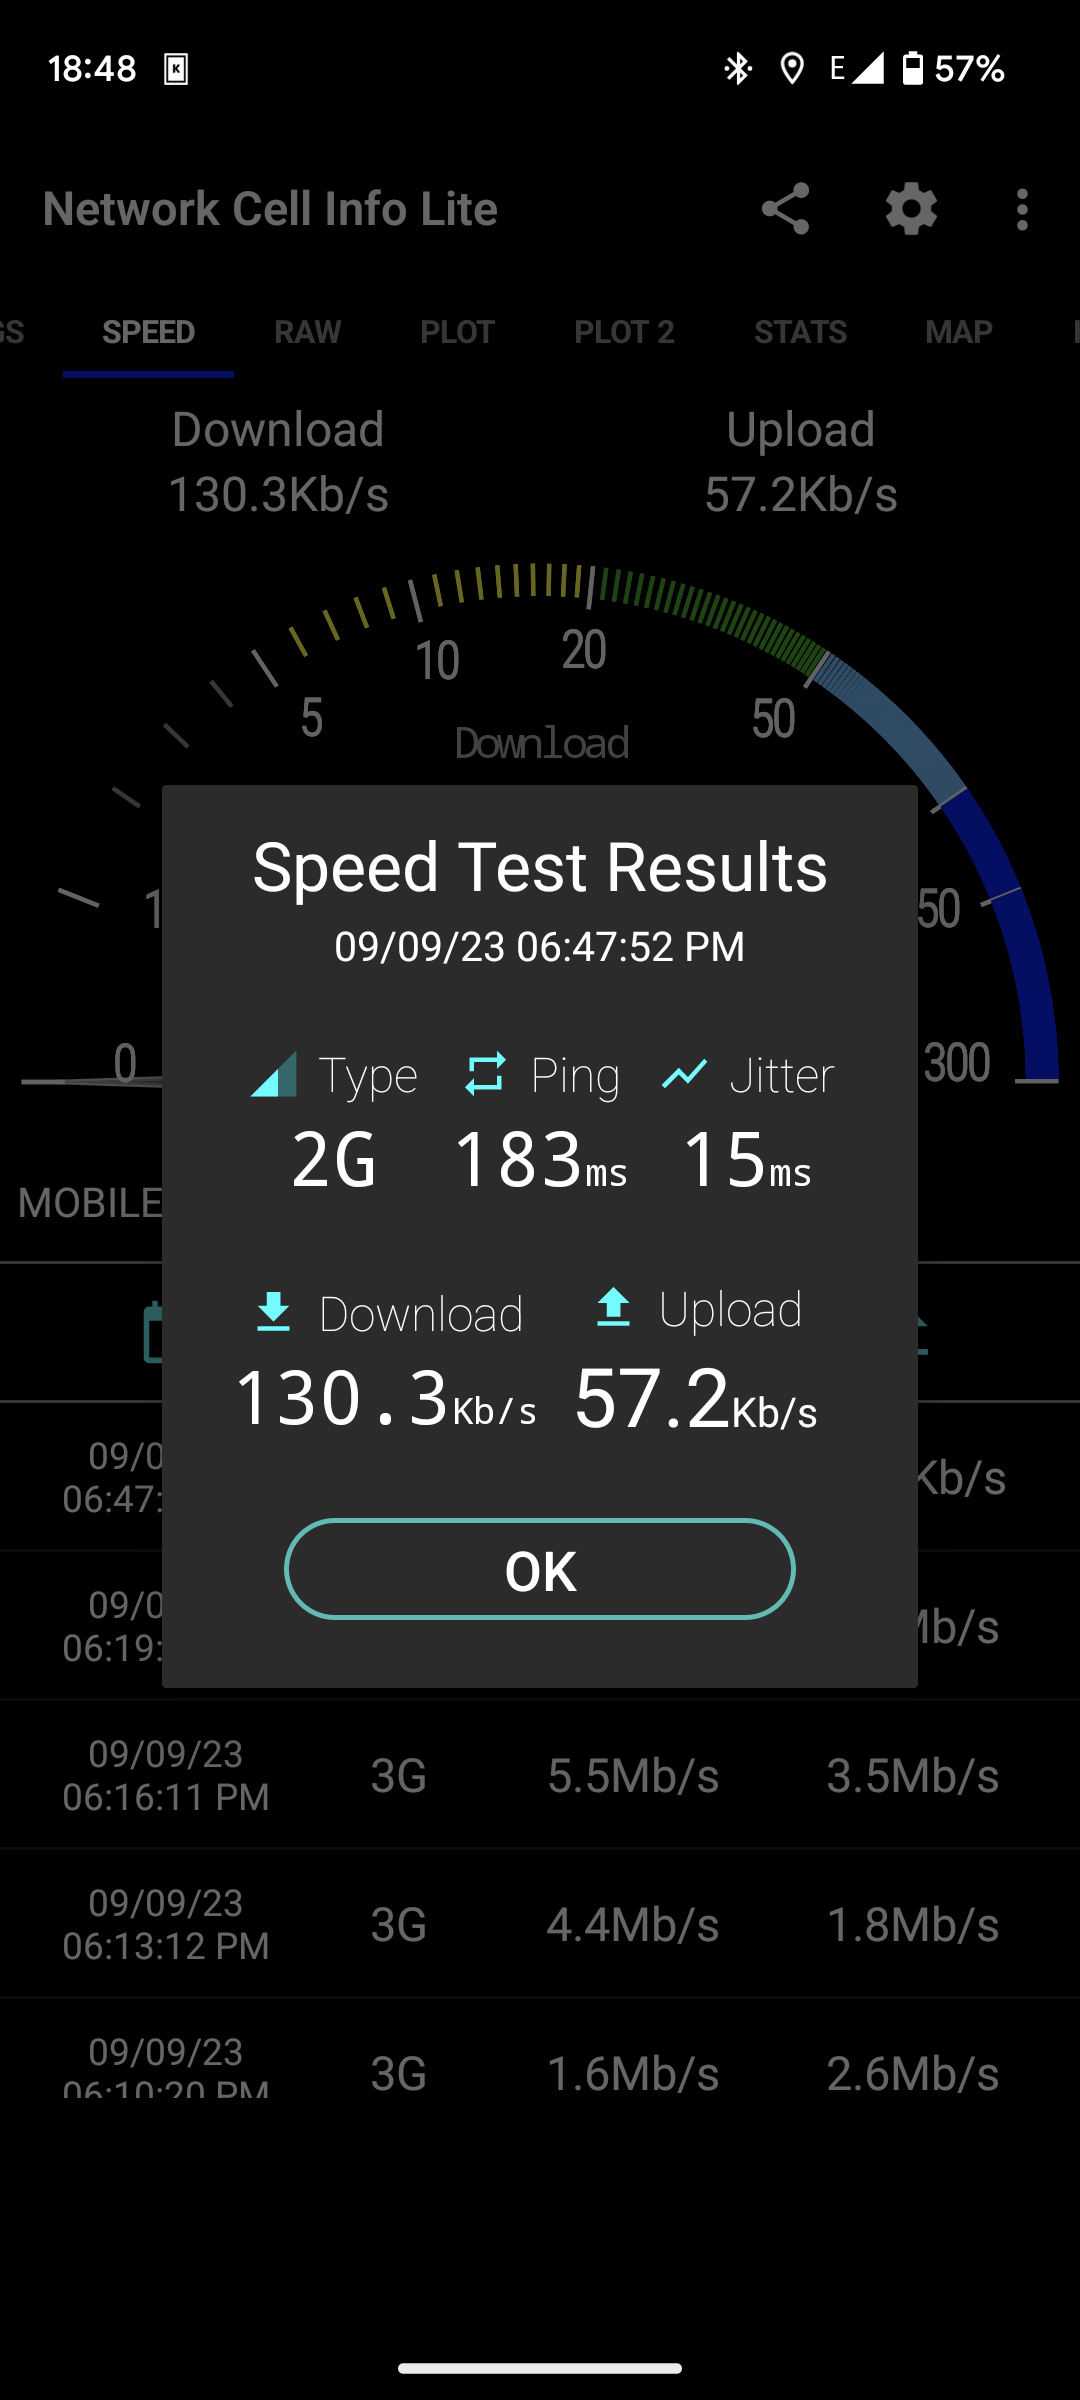 18:48 K E 57%
Network Cell Info Lite
GS SPEED RAW PLOT PLOT 2 STATS MAP
Download Upload
130.3Kb/s 57.2Kb/s
0 1 5 10 20 50 50 300
Download
Speed Test Results
09/09/23 06:47:52 PM
Type Ping Jitter
2G 183ms 15ms
Download Upload
130.3Kb/s 57.2Kb/s
OK
MOBILE
09/0
06:47: Kb/s
09/0
06:19: Mb/s
09/09/23
06:16:11 PM 3G 5.5Mb/s 3.5Mb/s
09/09/23
06:13:12 PM 3G 4.4Mb/s 1.8Mb/s
09/09/23
06:10:20 PM 3G 1.6Mb/s 2.6Mb/s